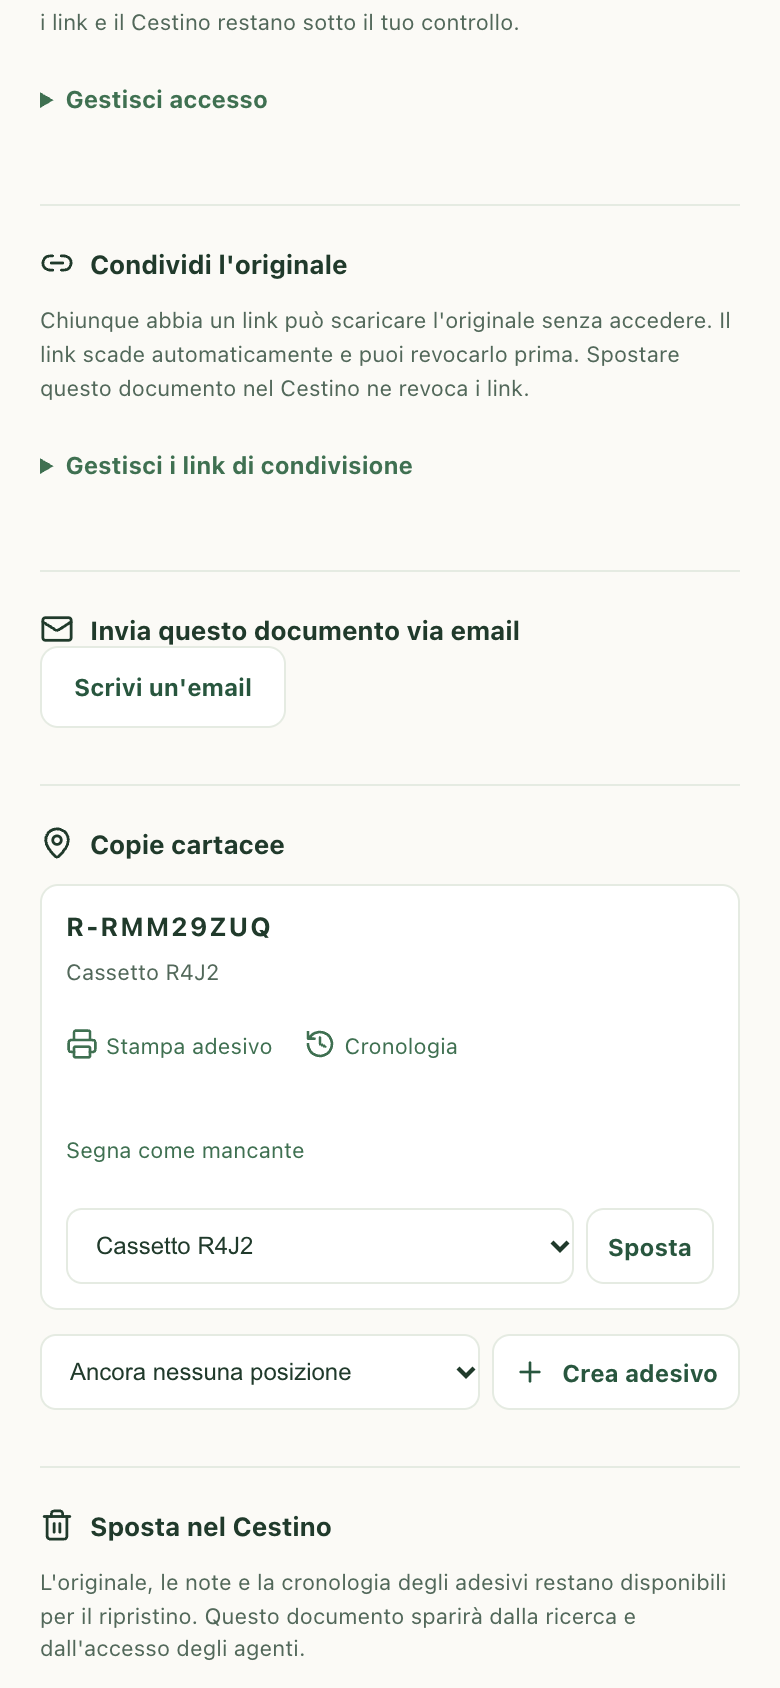 i link e il Cestino restano sotto il tuo controllo.
Gestisci accesso
Condividi l'originale
Chiunque abbia un link può scaricare l'originale senza accedere. Il
link scade automaticamente e puoi revocarlo prima. Spostare
questo documento nel Cestino ne revoca i link.
Gestisci i link di condivisione
Invia questo documento via email
Scrivi un'email
Copie cartacee
R-RMM29ZUQ
Cassetto R4J2
Stampa adesivo Cronologia
Segna come mancante
Cassetto R4J2 Sposta
Ancora nessuna posizione Crea adesivo
Sposta nel Cestino
L'originale, le note e la cronologia degli adesivi restano disponibili
per il ripristino. Questo documento sparirà dalla ricerca e
dall'accesso degli agenti.